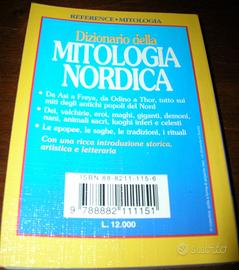 REFERENCE • MITOLOGIA
Dizionario della
MITOLOGIA
NORDICA
• Da Asi a Freya, da Odino a Thor, tutto sui
miti degli antichi popoli del Nord
• Dei, valchirie, eroi, maghi, giganti, demoni,
nani, animali sacri, luoghi inferi e celesti
• Le epopee, le saghe, le tradizioni, i rituali
Con una ricca introduzione storica,
artistica e letteraria
ISBN 88-8211-115-6
9 788882 111151
L. 12.000
subito